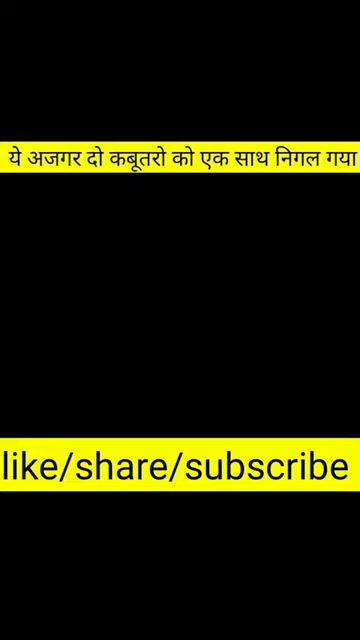 ये अजगर दो कबूतरो को एक साथ निगल गया
like/share/subscribe